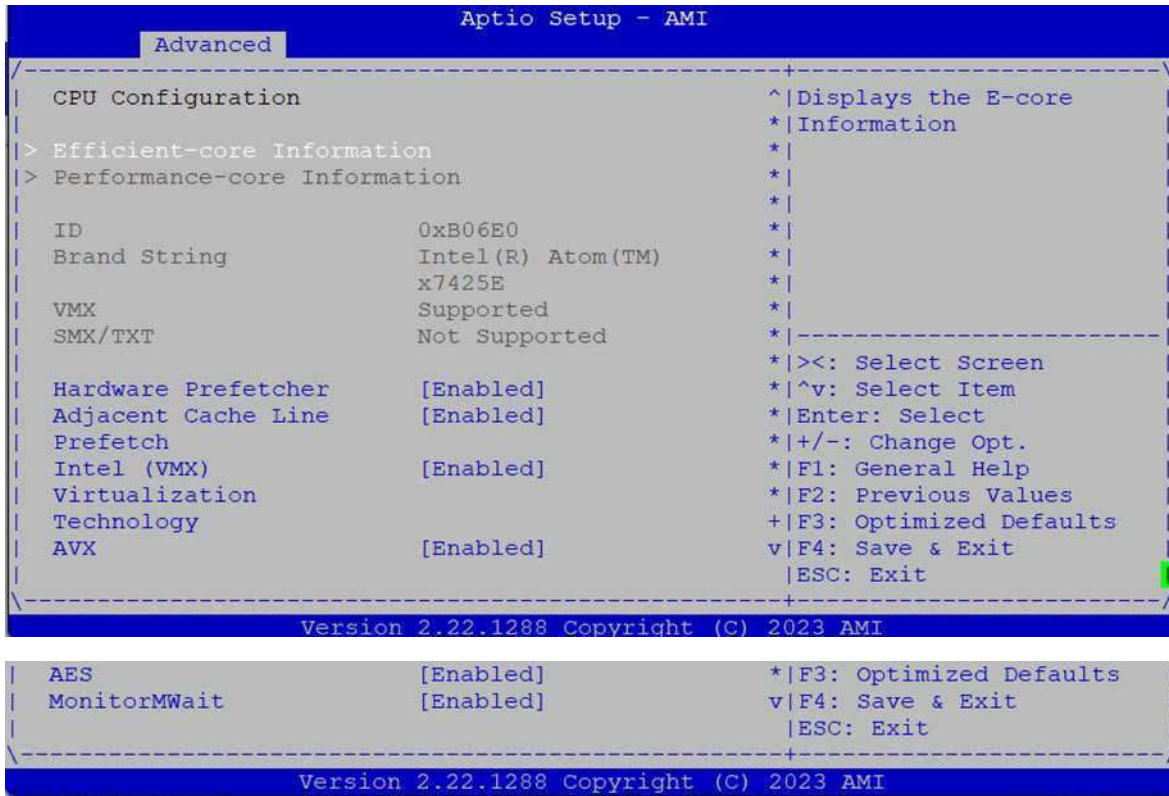 Aptio Setup - AMI
Advanced
/----------------------------------------------------+-------------------------\
| CPU Configuration ^|Displays the E-core |
| *|Information |
|> Efficient-core Information *| |
|> Performance-core Information *| |
| *| |
| ID 0xB06E0 *| |
| Brand String Intel(R) Atom(TM) *| |
| x7425E *| |
| VMX Supported *| |
| SMX/TXT Not Supported *|-------------------------|
| *|><: Select Screen |
| Hardware Prefetcher [Enabled] *|^v: Select Item |
| Adjacent Cache Line [Enabled] *|Enter: Select |
| Prefetch *|+/-: Change Opt. |
| Intel (VMX) [Enabled] *|F1: General Help |
| Virtualization *|F2: Previous Values |
| Technology +|F3: Optimized Defaults |
| AVX [Enabled] v|F4: Save & Exit |
| |ESC: Exit
\----------------------------------------------------+-------------------------/
Version 2.22.1288 Copyright (C) 2023 AMI
| AES [Enabled] *|F3: Optimized Defaults |
| MonitorMWait [Enabled] v|F4: Save & Exit |
| |ESC: Exit |
\----------------------------------------------------+-------------------------/
Version 2.22.1288 Copyright (C) 2023 AMI